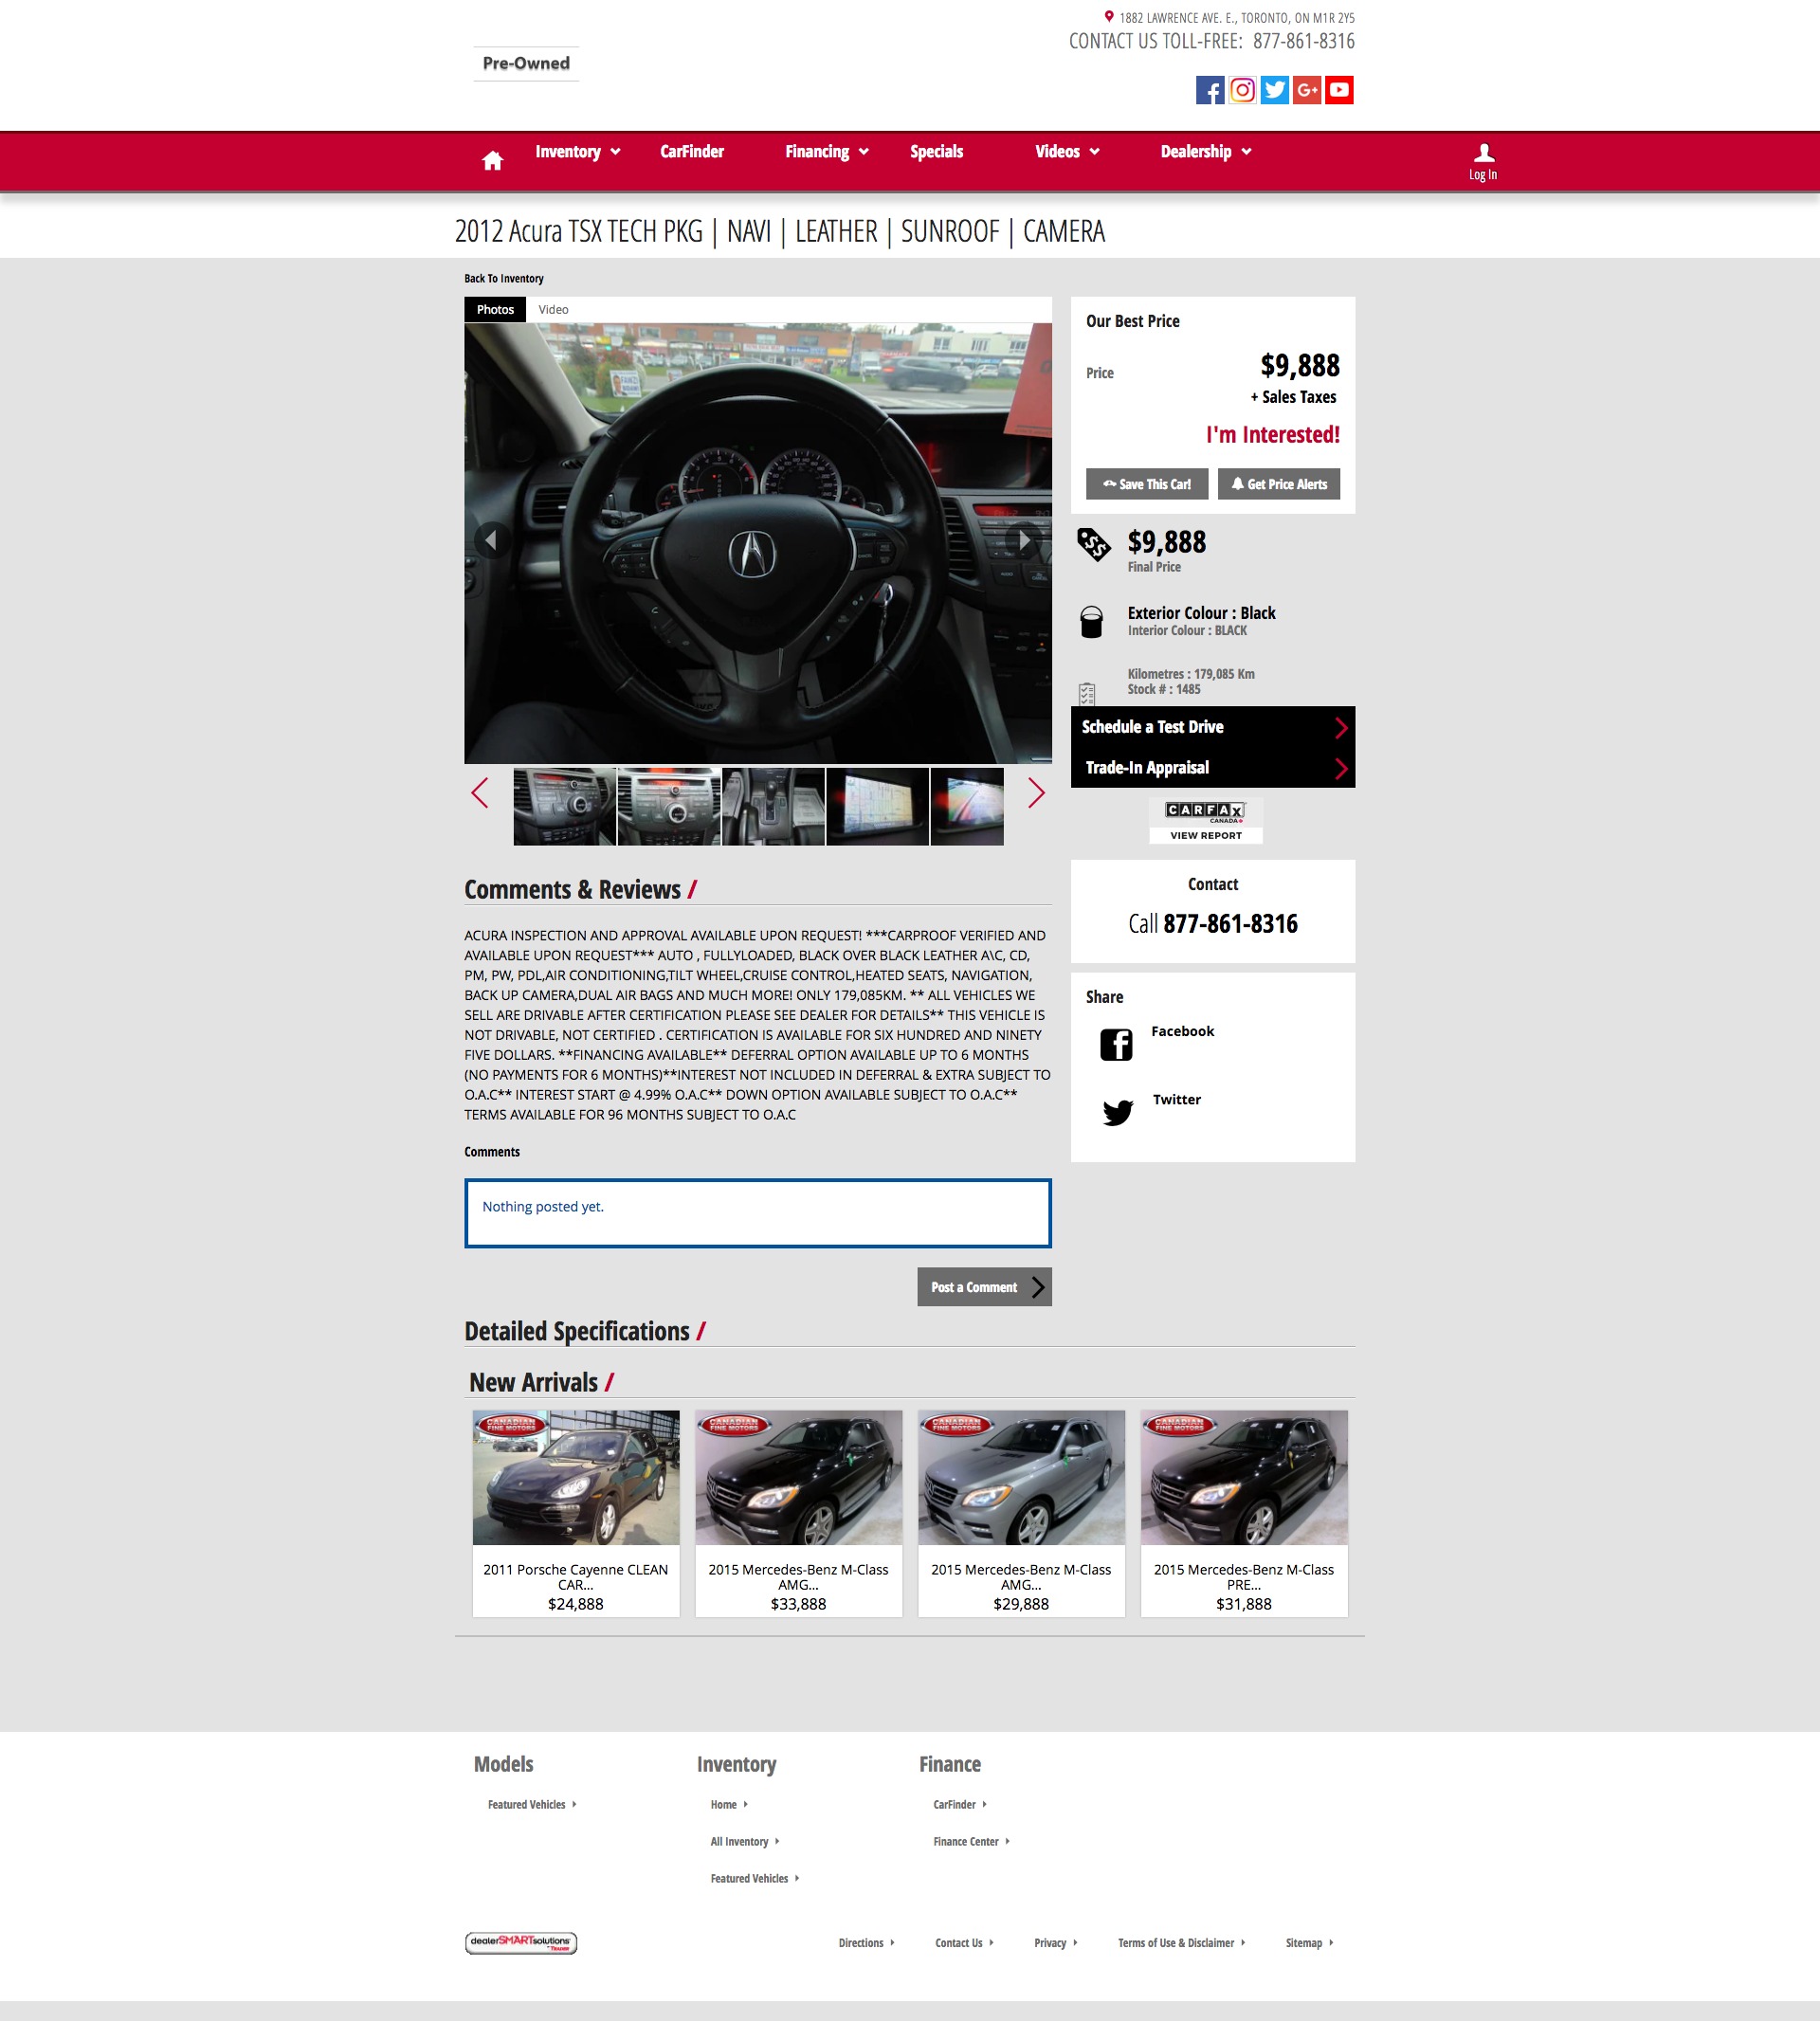 1882 LAWRENCE AVE. E., TORONTO, ON M1R 2Y5
CONTACT US TOLL-FREE: 877-861-8316
Pre-Owned
Inventory
CarFinder
Financing
Specials
Videos
Dealership
Log In
2012 Acura TSX TECH PKG | NAVI | LEATHER | SUNROOF | CAMERA
Back To Inventory
Photos
Video
Our Best Price
Price
$9,888
+ Sales Taxes
I'm Interested!
Save This Car!
Get Price Alerts
$9,888
Final Price
Exterior Colour : Black
Interior Colour : BLACK
Kilometres : 179,085 Km
Stock # : 1485
Schedule a Test Drive
Trade-In Appraisal
CARFAX
CANADA
VIEW REPORT
Contact
Call 877-861-8316
Share
Facebook
Twitter
Comments & Reviews /
ACURA INSPECTION AND APPROVAL AVAILABLE UPON REQUEST! ***CARPROOF VERIFIED AND
AVAILABLE UPON REQUEST*** AUTO , FULLYLOADED, BLACK OVER BLACK LEATHER A\C, CD,
PM, PW, PDL,AIR CONDITIONING,TILT WHEEL,CRUISE CONTROL,HEATED SEATS, NAVIGATION,
BACK UP CAMERA,DUAL AIR BAGS AND MUCH MORE! ONLY 179,085KM. ** ALL VEHICLES WE
SELL ARE DRIVABLE AFTER CERTIFICATION PLEASE SEE DEALER FOR DETAILS** THIS VEHICLE IS
NOT DRIVABLE, NOT CERTIFIED . CERTIFICATION IS AVAILABLE FOR SIX HUNDRED AND NINETY
FIVE DOLLARS. **FINANCING AVAILABLE** DEFERRAL OPTION AVAILABLE UP TO 6 MONTHS
(NO PAYMENTS FOR 6 MONTHS)**INTEREST NOT INCLUDED IN DEFERRAL & EXTRA SUBJECT TO
O.A.C** INTEREST START @ 4.99% O.A.C** DOWN OPTION AVAILABLE SUBJECT TO O.A.C**
TERMS AVAILABLE FOR 96 MONTHS SUBJECT TO O.A.C
Comments
Nothing posted yet.
Post a Comment
Detailed Specifications /
New Arrivals /
CANADIAN
FINE MOTORS
CANADIAN
FINE MOTORS
CANADIAN
FINE MOTORS
CANADIAN
FINE MOTORS
2011 Porsche Cayenne CLEAN
CAR...
$24,888
2015 Mercedes-Benz M-Class
AMG...
$33,888
2015 Mercedes-Benz M-Class
AMG...
$29,888
2015 Mercedes-Benz M-Class
PRE...
$31,888
Models
Featured Vehicles
Inventory
Home
All Inventory
Featured Vehicles
Finance
CarFinder
Finance Center
dealerSMARTsolutions
Directions
Contact Us
Privacy
Terms of Use & Disclaimer
Sitemap